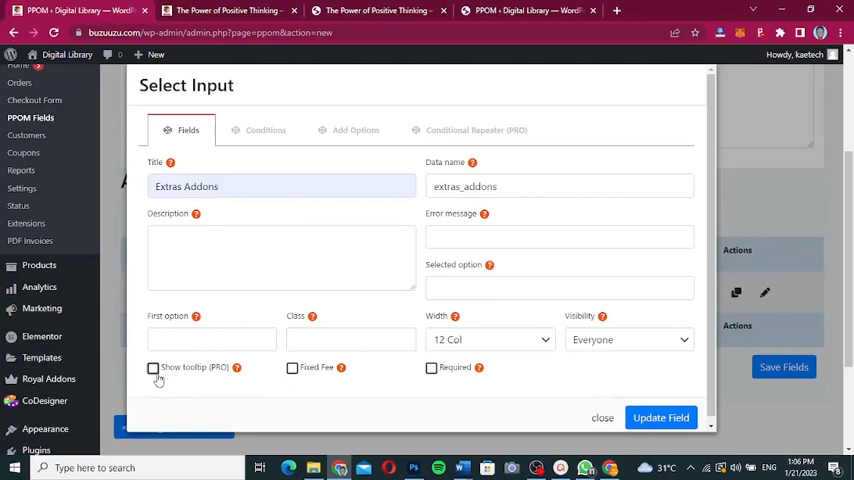 PPOM ‹ Digital Library — WordPr
The Power of Positive Thinking –
The Power of Positive Thinking –
PPOM ‹ Digital Library — WordPr
buzuuzu.com/wp-admin/admin.php?page=ppom&action=new
Digital Library
0
New
Howdy, kaetech
Home
Orders
Checkout Form
PPOM Fields
Customers
Coupons
Reports
Settings
Status
Extensions
PDF Invoices
Products
Analytics
Marketing
Elementor
Templates
Royal Addons
CoDesigner
Appearance
Plugins
Select Input
Fields
Conditions
Add Options
Conditional Repeater (PRO)
Title
Data name
Extras Addons
extras_addons
Description
Error message
Selected option
First option
Class
Width
Visibility
12 Col
Everyone
Show tooltip (PRO)
Fixed Fee
Required
close
Update Field
Actions
Actions
Save Fields
Type here to search
31°C
ENG
1:06 PM
1/21/2023